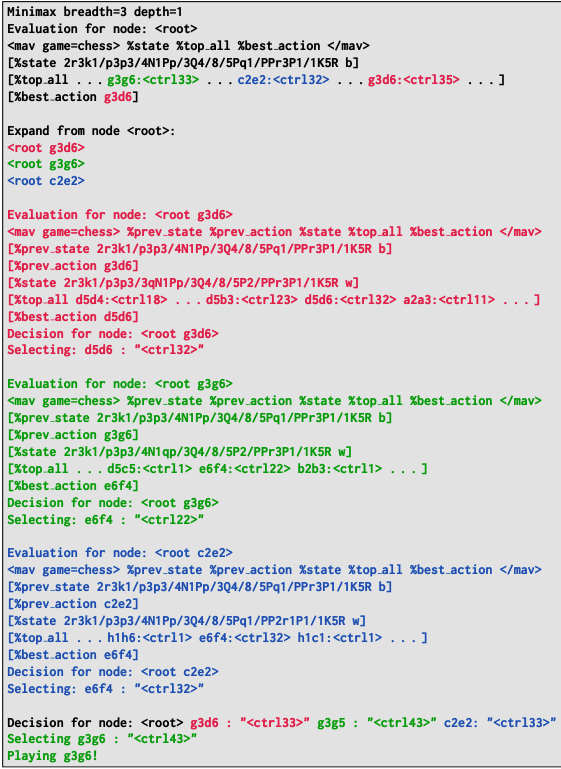 Minimax breadth=3 depth=1
Evaluation for node: <root>
<mav game=chess> %state %top_all %best_action </mav>
[%state 2r3k1/p3p3/4N1Pp/3Q4/8/5Pq1/PPr3P1/1K5R b]
[%top_all ... g3g6:<ctrl33> ... c2e2:<ctrl32> ... g3d6:<ctrl35> ... ]
[%best_action g3d6]

Expand from node <root>:
<root g3d6>
<root g3g6>
<root c2e2>

Evaluation for node: <root g3d6>
<mav game=chess> %prev_state %prev_action %state %top_all %best_action </mav>
[%prev_state 2r3k1/p3p3/4N1Pp/3Q4/8/5Pq1/PPr3P1/1K5R b]
[%prev_action g3d6]
[%state 2r3k1/p3p3/3qN1Pp/3Q4/8/5P2/PPr3P1/1K5R w]
[%top_all d5d4:<ctrl18> ... d5b3:<ctrl23> d5d6:<ctrl32> a2a3:<ctrl11> ... ]
[%best_action d5d6]
Decision for node: <root g3d6>
Selecting: d5d6 : "<ctrl32>"

Evaluation for node: <root g3g6>
<mav game=chess> %prev_state %prev_action %state %top_all %best_action </mav>
[%prev_state 2r3k1/p3p3/4N1Pp/3Q4/8/5Pq1/PPr3P1/1K5R b]
[%prev_action g3g6]
[%state 2r3k1/p3p3/4N1qp/3Q4/8/5P2/PPr3P1/1K5R w]
[%top_all ... d5c5:<ctrl1> e6f4:<ctrl22> b2b3:<ctrl1> ... ]
[%best_action e6f4]
Decision for node: <root g3g6>
Selecting: e6f4 : "<ctrl22>"

Evaluation for node: <root c2e2>
<mav game=chess> %prev_state %prev_action %state %top_all %best_action </mav>
[%prev_state 2r3k1/p3p3/4N1Pp/3Q4/8/5Pq1/PPr3P1/1K5R b]
[%prev_action c2e2]
[%state 2r3k1/p3p3/4N1Pp/3Q4/8/5Pq1/PP2r1P1/1K5R w]
[%top_all ... h1h6:<ctrl1> e6f4:<ctrl32> h1c1:<ctrl1> ... ]
[%best_action e6f4]
Decision for node: <root c2e2>
Selecting: e6f4 : "<ctrl32>"

Decision for node: <root> g3d6 : "<ctrl33>" g3g5 : "<ctrl43>" c2e2: "<ctrl33>"
Selecting g3g6 : "<ctrl43>"
Playing g3g6!